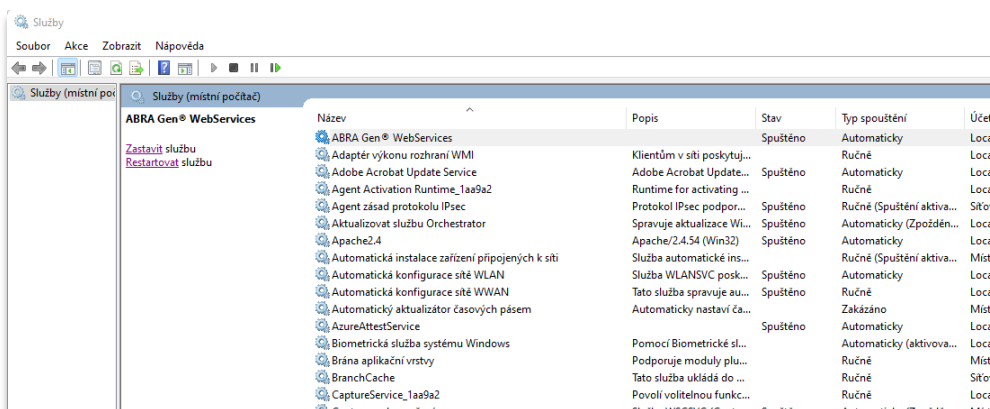 Služby
Soubor Akce Zobrazit Nápověda
Služby (místní poč
Služby (místní počítač)
ABRA Gen® WebServices
Zastavit službu
Restartovat službu
Název Popis Stav Typ spouštění Účet
ABRA Gen® WebServices Spuštěno Automaticky Loca
Adaptér výkonu rozhraní WMI Klientům v síti poskytuj... Ručně Loca
Adobe Acrobat Update Service Adobe Acrobat Update... Spuštěno Automaticky Loca
Agent Activation Runtime_1aa9a2 Runtime for activating ... Ručně Loca
Agent zásad protokolu IPsec Protokol IPsec podpor... Spuštěno Ručně (Spuštění aktiva... Síťov
Aktualizovat službu Orchestrator Spravuje aktualizace Wi... Spuštěno Automaticky (Zpožděn... Loca
Apache2.4 Apache/2.4.54 (Win32) Spuštěno Automaticky Loca
Automatická instalace zařízení připojených k síti Služba automatické ins... Ručně (Spuštění aktiva... Míst
Automatická konfigurace sítě WLAN Služba WLANSVC posk... Spuštěno Automaticky Loca
Automatická konfigurace sítě WWAN Tato služba spravuje au... Spuštěno Ručně Loca
Automatický aktualizátor časových pásem Automaticky nastaví ča... Zakázáno Míst
AzureAttestService Spuštěno Automaticky Loca
Biometrická služba systému Windows Pomocí Biometrické sl... Automaticky (aktivova... Loca
Brána aplikační vrstvy Podporuje moduly plu... Ručně Míst
BranchCache Tato služba ukládá do ... Ručně Síťov
CaptureService_1aa9a2 Povolí volitelnou funkc... Ručně Loca